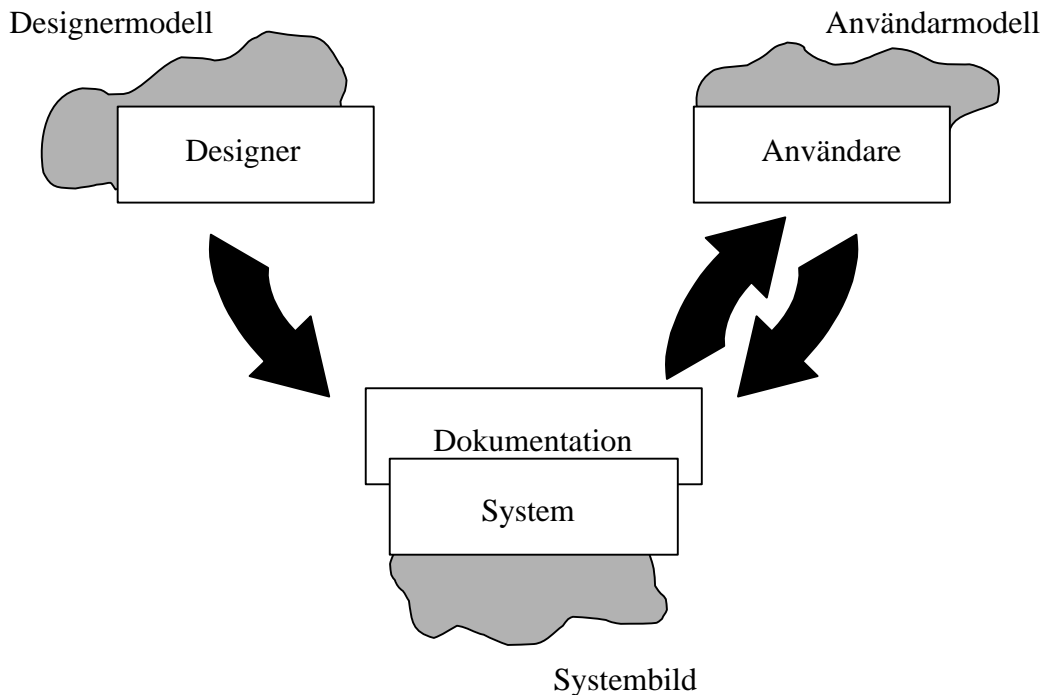 Designermodell
Användarmodell
Designer
Användare
Dokumentation
System
Systembild